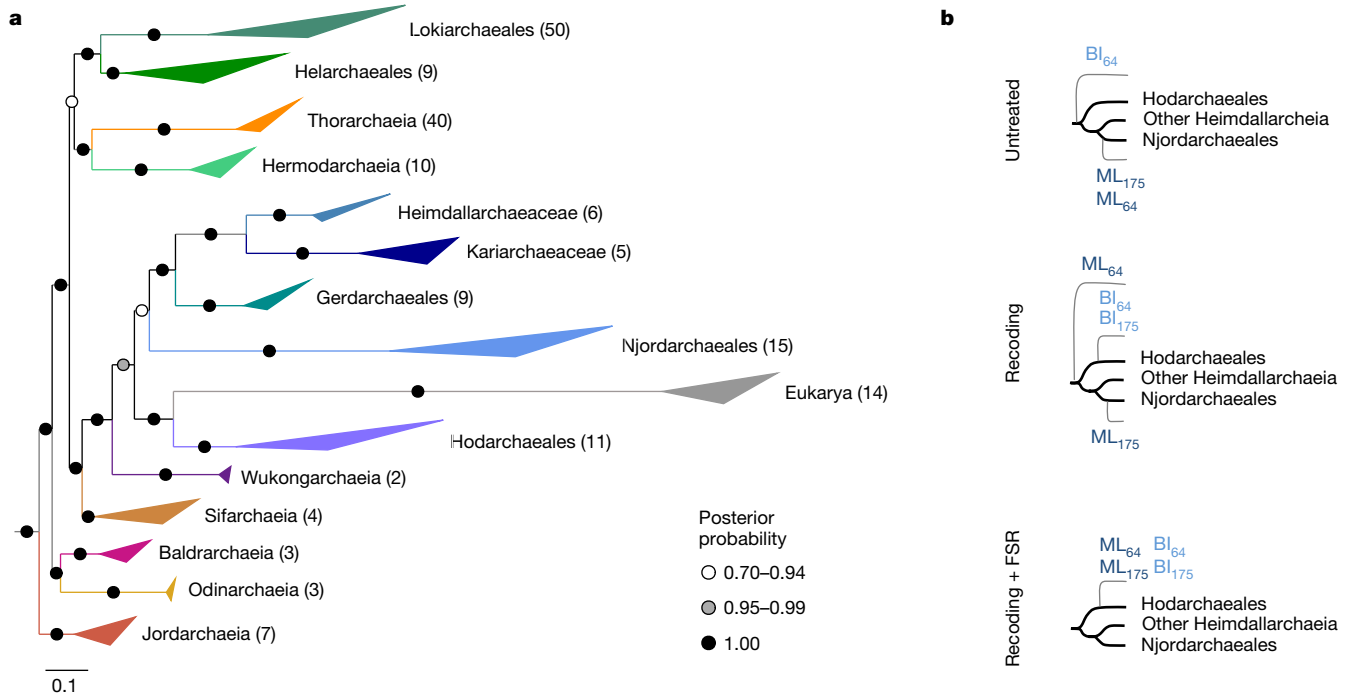 a
Lokiarchaeales (50)
Helarchaeales (9)
Thorarchaeia (40)
Hermodarchaeia (10)
Heimdallarchaeaceae (6)
Kariarchaeaceae (5)
Gerdarchaeales (9)
Njordarchaeales (15)
Eukarya (14)
Hodarchaeales (11)
Wukongarchaeia (2)
Sifarchaeia (4)
Baldrarchaeia (3)
Odinarchaeia (3)
Jordarchaeia (7)
0.1
Posterior
probability
0.70–0.94
0.95–0.99
1.00
b
Untreated
BI64
Hodarchaeales
Other Heimdallarcheia
Njordarchaeales
ML175
ML64
Recoding
ML64
BI64
BI175
Hodarchaeales
Other Heimdallarchaeia
Njordarchaeales
ML175
Recoding + FSR
ML64 BI64
ML175 BI175
Hodarchaeales
Other Heimdallarchaeia
Njordarchaeales